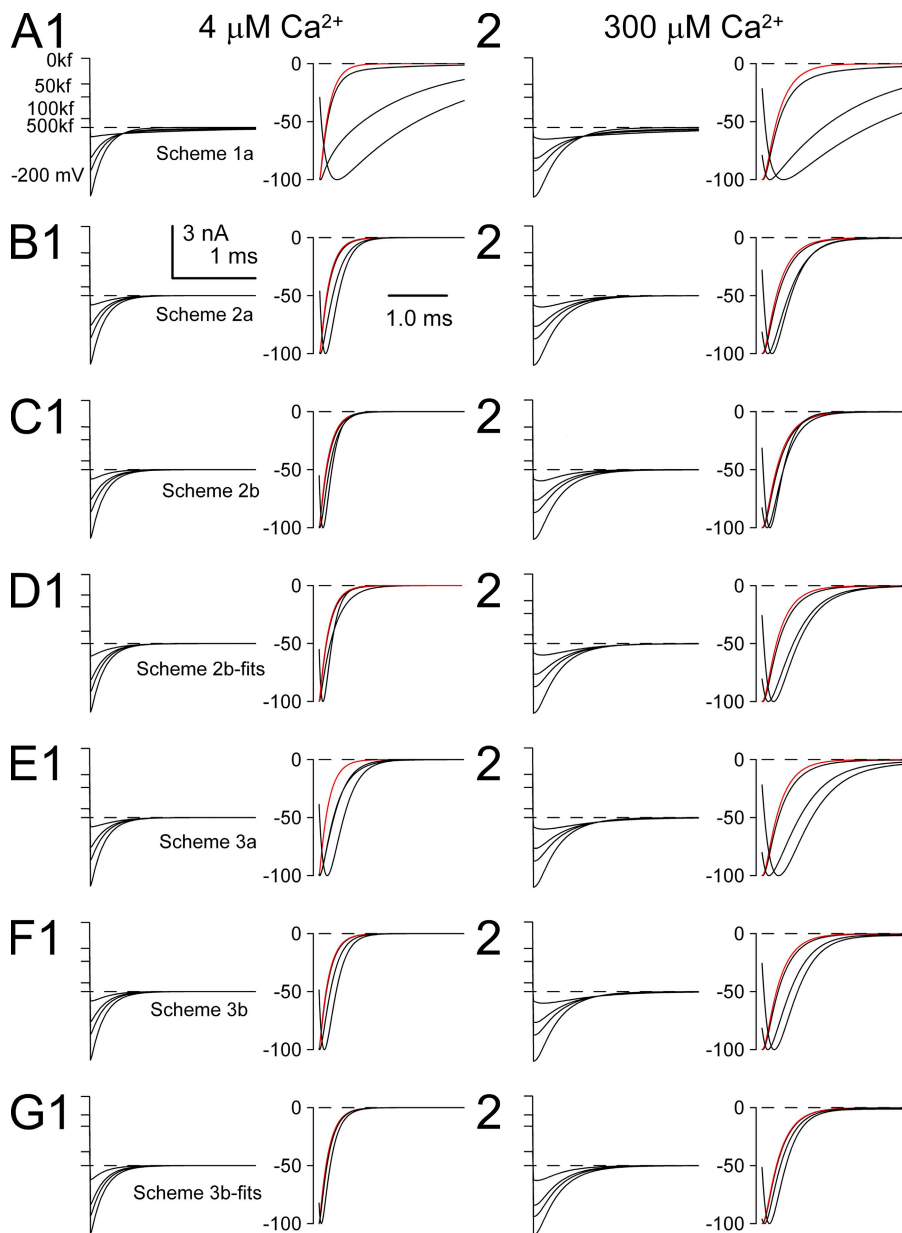 A1 4 μM Ca²⁺ 2 300 μM Ca²⁺
0kf
50kf
100kf
500kf
-200 mV
Scheme 1a
0
-50
-100
0
-50
-100
B1 2
3 nA
1 ms
Scheme 2a
0
-50
-100
1.0 ms
0
-50
-100
C1 2
Scheme 2b
0
-50
-100
0
-50
-100
D1 2
Scheme 2b-fits
0
-50
-100
0
-50
-100
E1 2
Scheme 3a
0
-50
-100
0
-50
-100
F1 2
Scheme 3b
0
-50
-100
0
-50
-100
G1 2
Scheme 3b-fits
0
-50
-100
0
-50
-100